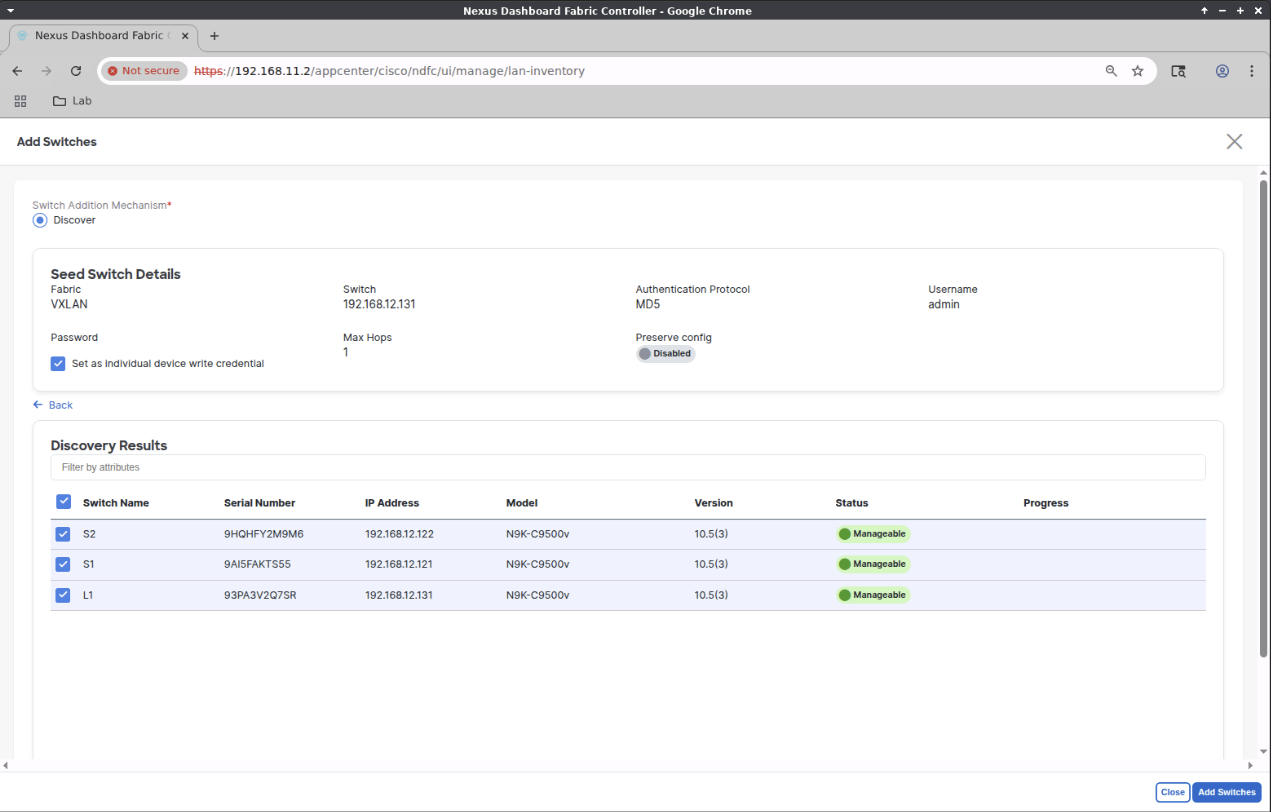 Nexus Dashboard Fabric Controller - Google Chrome
Nexus Dashboard Fabric
Not secure https://192.168.11.2/appcenter/cisco/ndfc/ui/manage/lan-inventory
Lab
Add Switches
Switch Addition Mechanism*
Discover
Seed Switch Details
Fabric Switch Authentication Protocol Username
VXLAN 192.168.12.131 MD5 admin
Password Max Hops Preserve config
Set as individual device write credential 1 Disabled
Back
Discovery Results
Filter by attributes
Switch Name Serial Number IP Address Model Version Status Progress
S2 9HQHFY2M9M6 192.168.12.122 N9K-C9500v 10.5(3) Manageable
S1 9AI5FAKTS55 192.168.12.121 N9K-C9500v 10.5(3) Manageable
L1 93PA3V2Q7SR 192.168.12.131 N9K-C9500v 10.5(3) Manageable
Close Add Switches